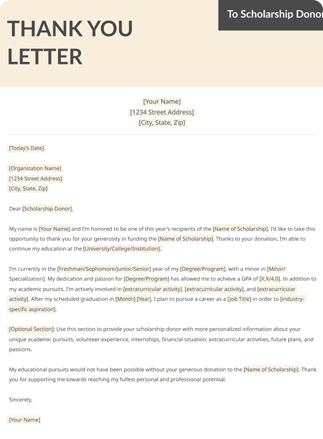 To Scholarship Donor
THANK YOU
LETTER
[Your Name]
[1234 Street Address]
[City, State, Zip]
[Today's Date]
[Organization Name]
[1234 Street Address]
[City, State, Zip]
Dear [Scholarship Donor],
My name is [Your Name] and I'm honored to be one of this year's recipients of the [Name of Scholarship]. I'd like to take this
opportunity to thank you for your generosity in funding the [Name of Scholarship]. Thanks to your donation, I'm able to
continue my education at the [University/College/Institution].
I'm currently in the [Freshman/Sophomore/Junior/Senior] year of my [Degree/Program], with a minor in [Minor/
Specialization]. My dedication and passion for [Degree/Program] has allowed me to achieve a GPA of [X.X/4.0]. In addition to
my academic pursuits, I'm actively involved in [extracurricular activity], [extracurricular activity], and [extracurricular
activity]. After my scheduled graduation in [Month] [Year], I plan to pursue a career as a [Job Title] in order to [industry-
specific aspiration].
[Optional Section]: Use this section to provide your scholarship donor with more personalized information about your
unique academic pursuits, volunteer experience, internships, financial situation, extracurricular activities, future plans, and
passions.
My educational pursuits would not have been possible without your generous donation to the [Name of Scholarship]. Thank
you for supporting me towards reaching my fullest personal and professional potential.
Sincerely,
[Your Name]